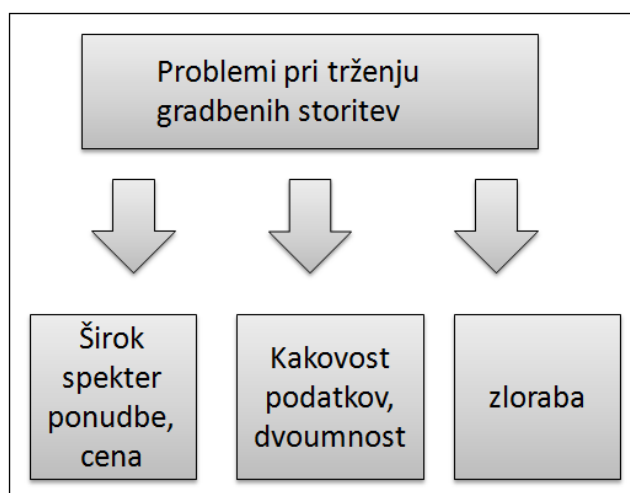 Problemi pri trženju
gradbenih storitev
Širok
spekter
ponudbe,
cena
Kakovost
podatkov,
dvoumnost
zloraba